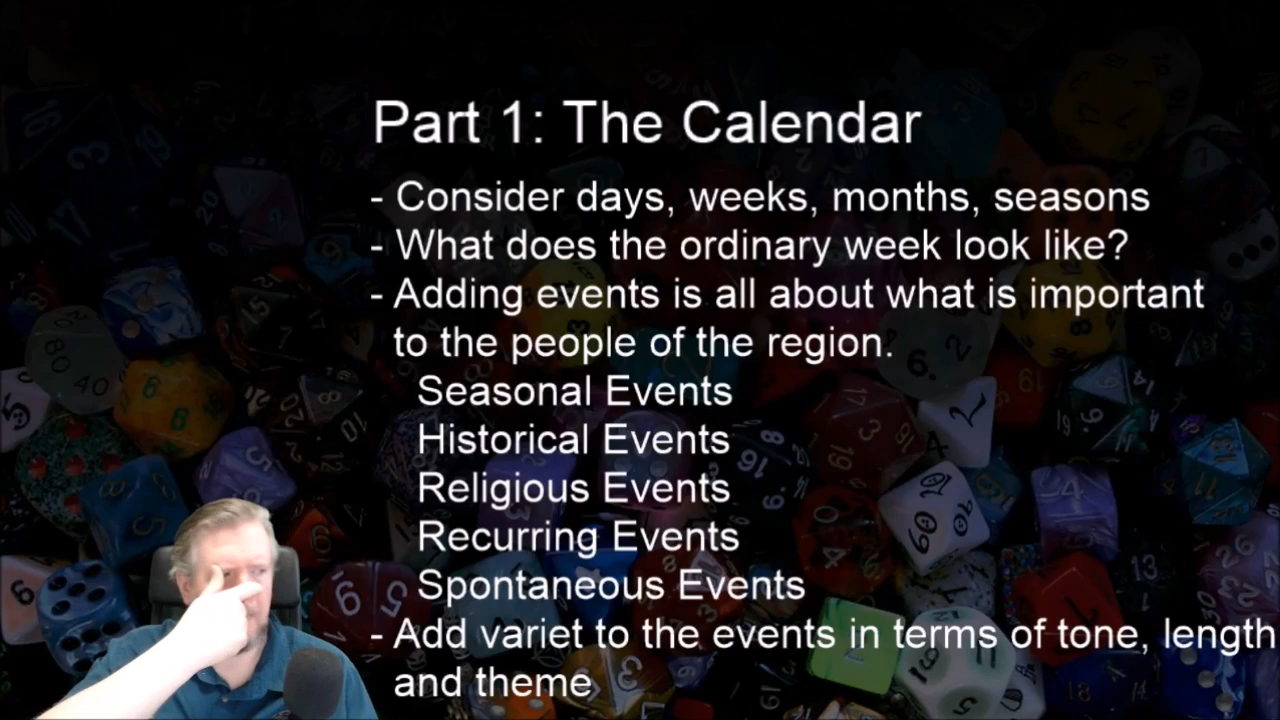 Part 1: The Calendar
- Consider days, weeks, months, seasons
- What does the ordinary week look like?
- Adding events is all about what is important
to the people of the region.
Seasonal Events
Historical Events
Religious Events
Recurring Events
Spontaneous Events
- Add variet to the events in terms of tone, length
and theme